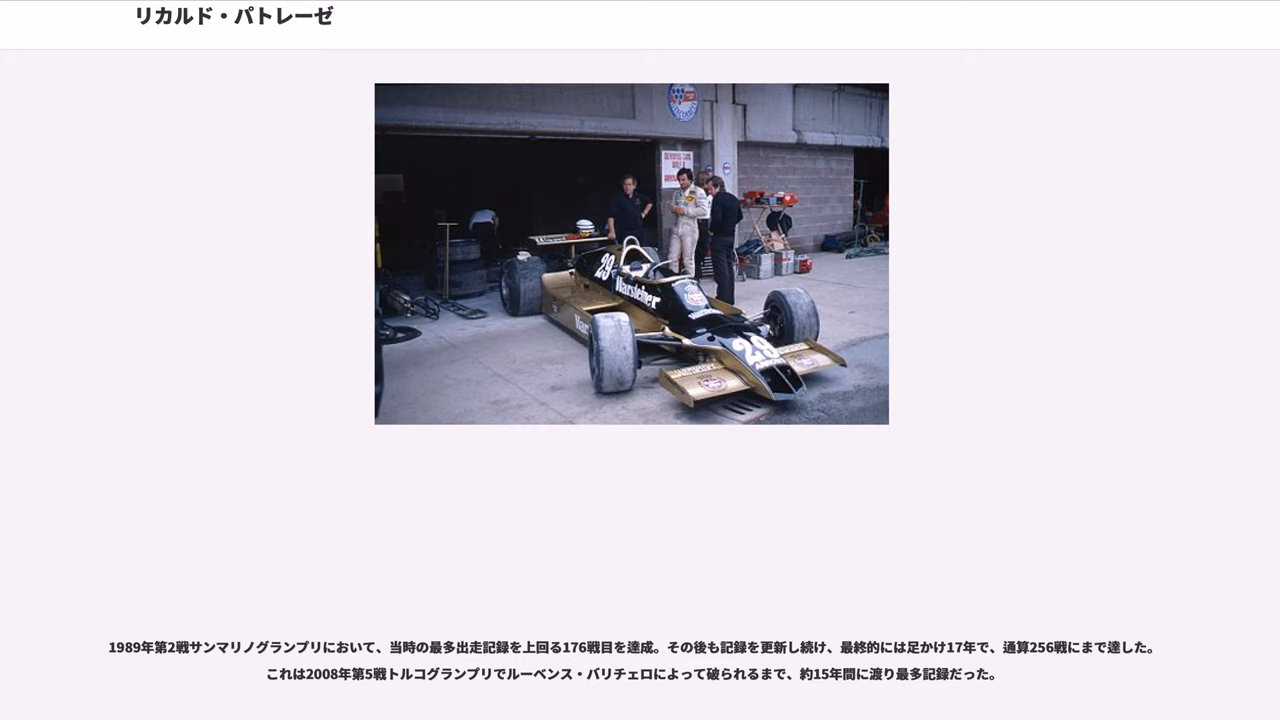 リカルド・パトレーゼ
29
Warsteiner
29
1989年第2戦サンマリノグランプリにおいて、当時の最多出走記録を上回る176戦目を達成。その後も記録を更新し続け、最終的には足かけ17年で、通算256戦にまで達した。
これは2008年第5戦トルコグランプリでルーベンス・バリチェロによって破られるまで、約15年間に渡り最多記録だった。